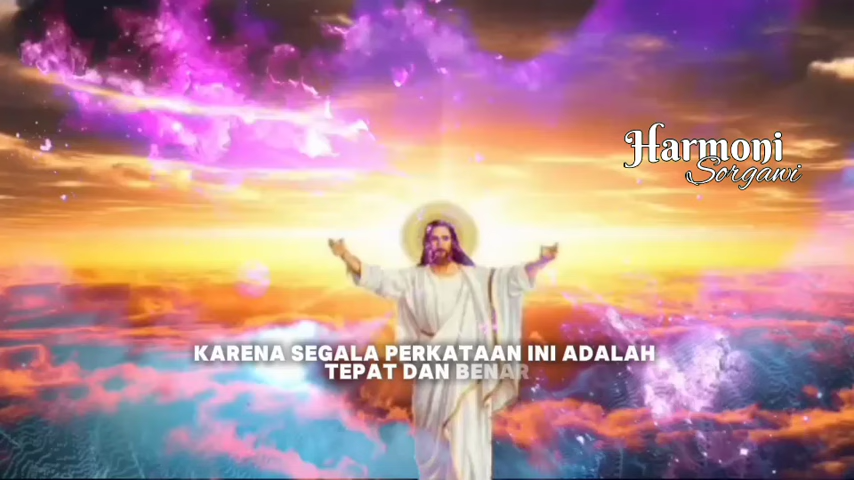 Harmoni
Sorgawi
KARENA SEGALA PERKATAAN INI ADALAH
TEPAT DAN BENAR